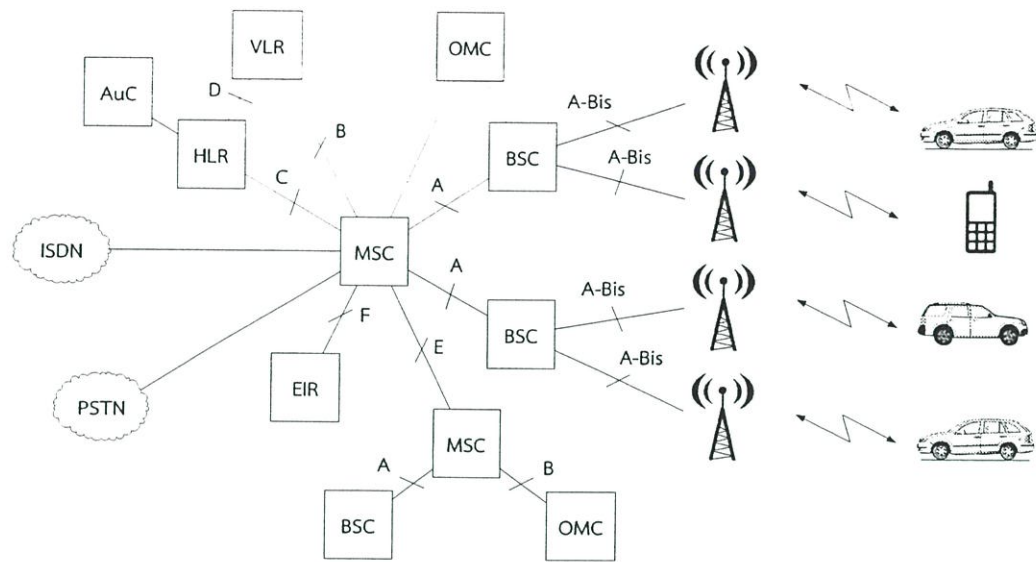 VLR
OMC
AuC
D
A-Bis
B
HLR
BSC
A-Bis
C
A
ISDN
MSC
A
A-Bis
F
BSC
E
A-Bis
EIR
PSTN
MSC
A
B
BSC
OMC